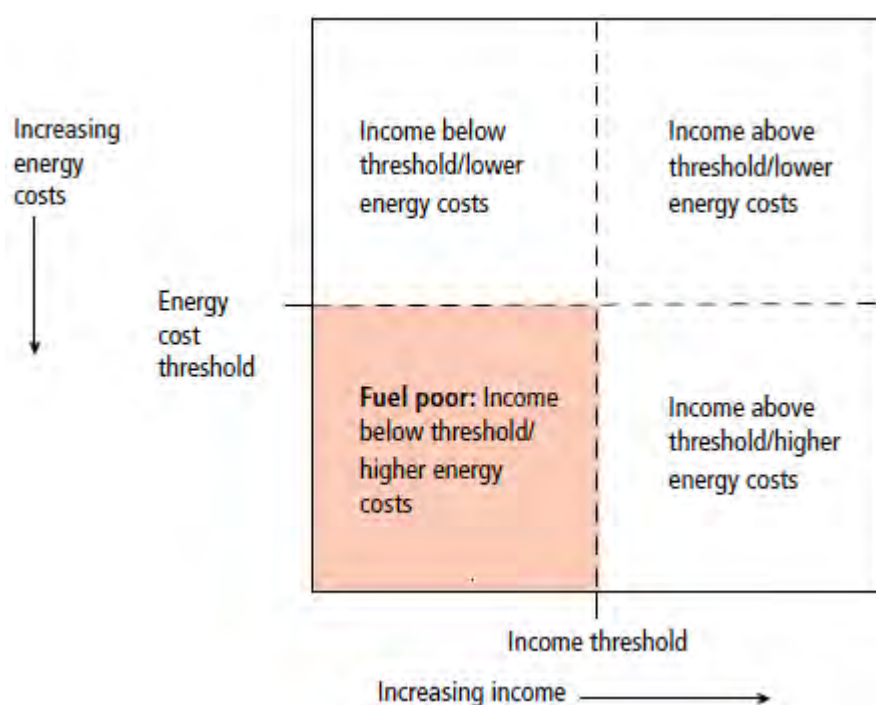 Increasing
energy
costs
Income below
threshold/lower
energy costs
Income above
threshold/lower
energy costs
Energy
cost
threshold
Fuel poor: Income
below threshold/
higher energy
costs
Income above
threshold/higher
energy costs
Income threshold
Increasing income